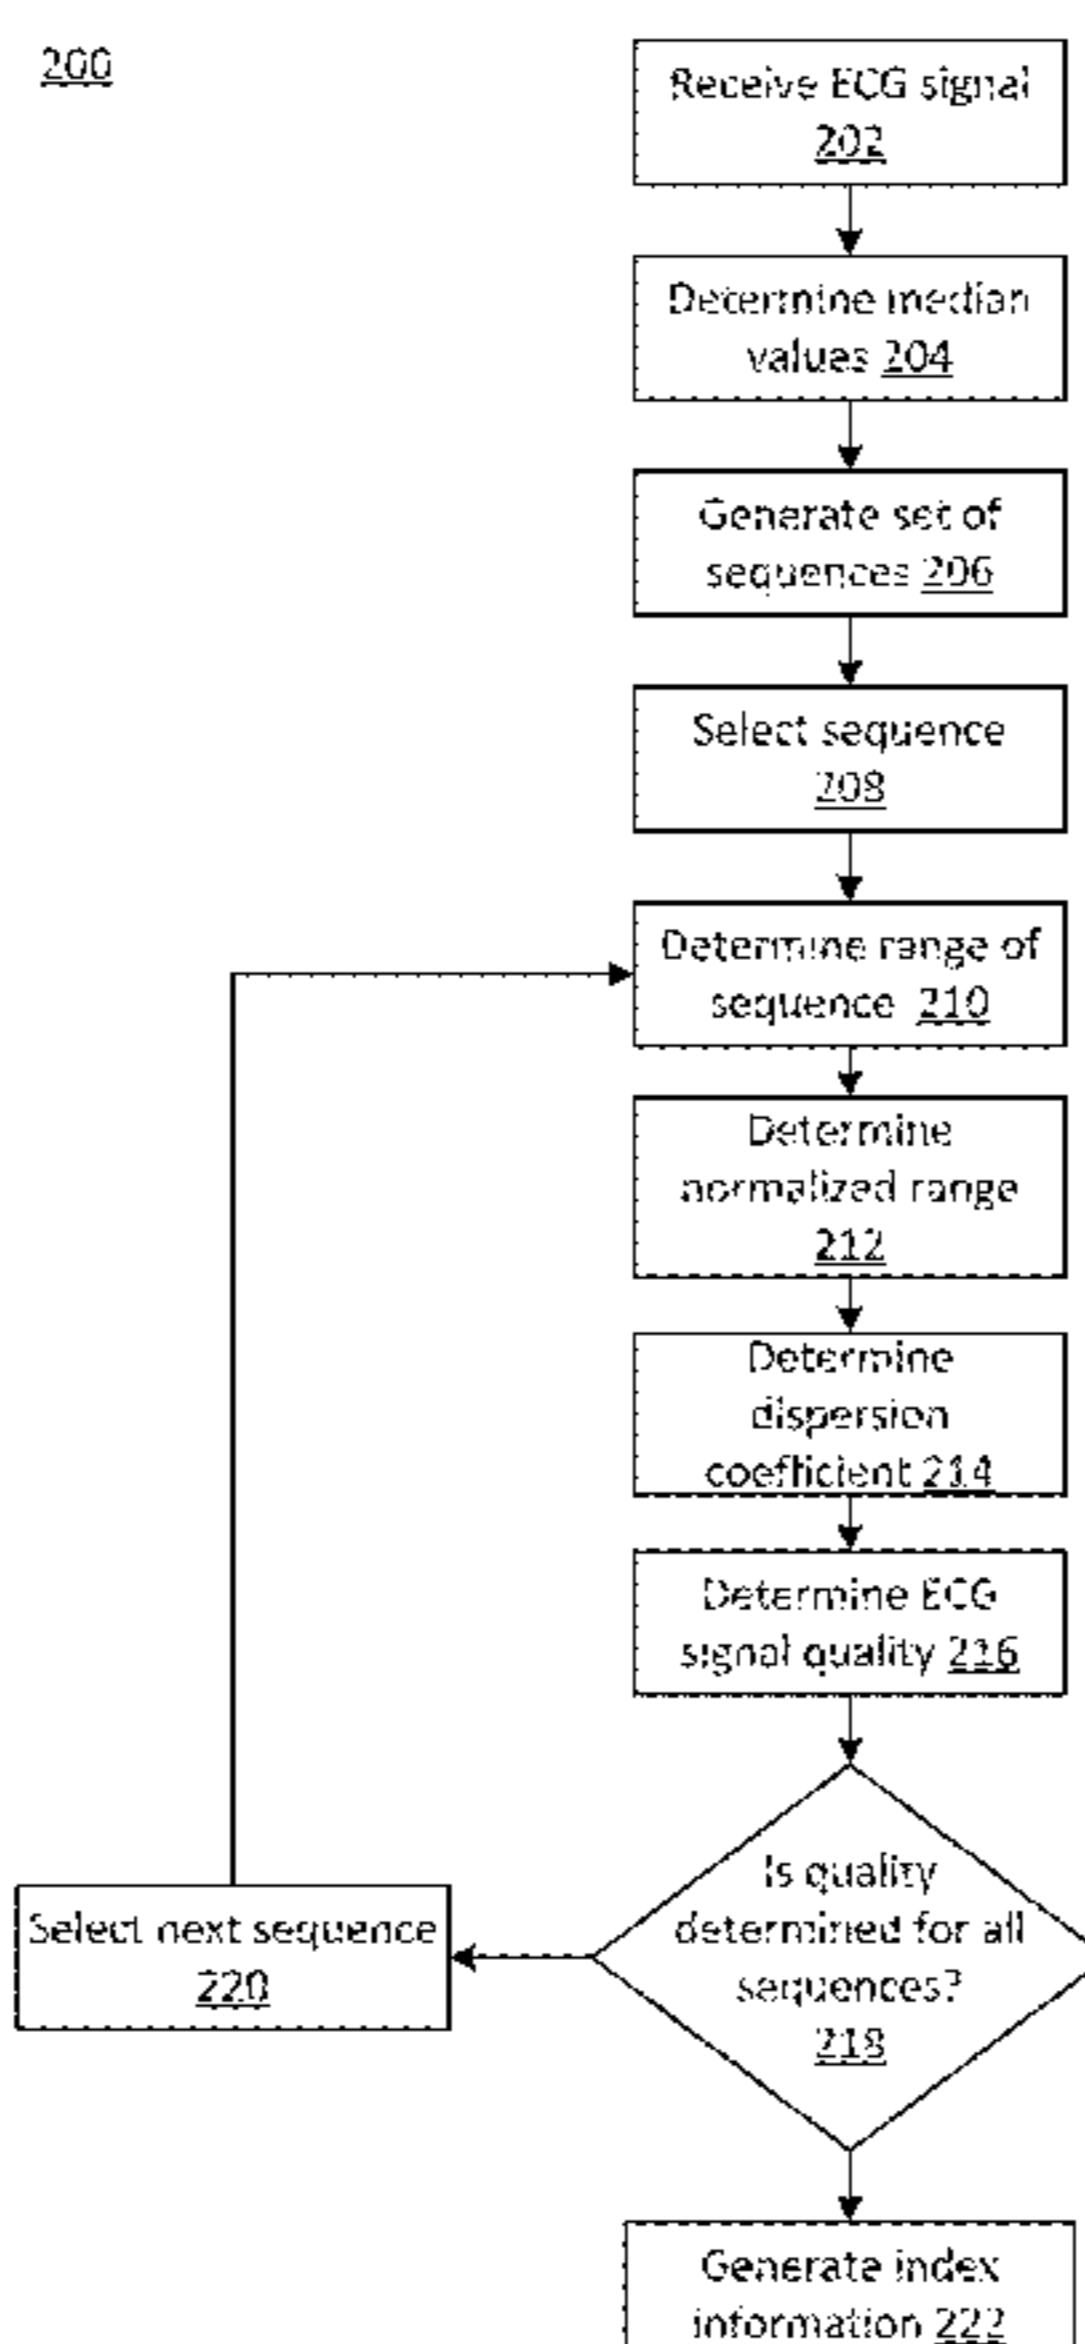 200
Receive ECG signal
202
Determine median
values 204
Generate set of
sequences 206
Select sequence
208
Determine range of
sequence 210
Determine
normalized range
212
Determine
dispersion
coefficient 214
Determine ECG
signal quality 216
Is quality
determined for all
sequences?
218
Select next sequence
220
Generate index
information 222